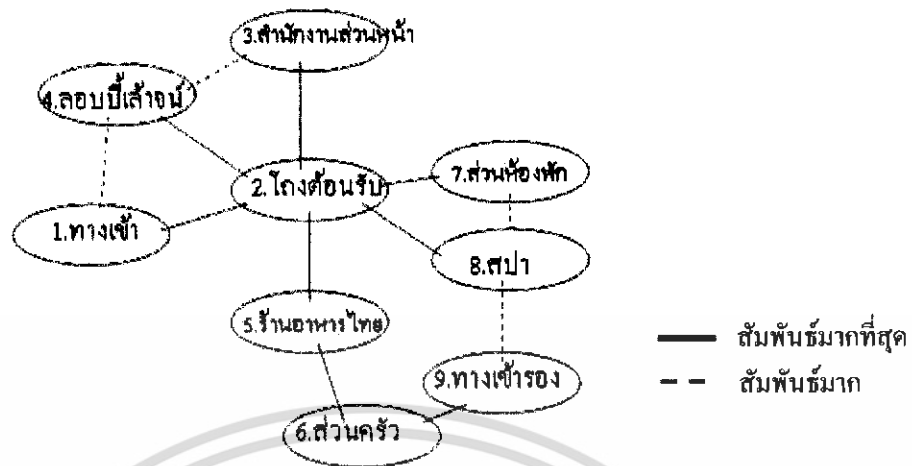 3.สำนักงานส่วนหน้า
4.ลอบบี้เล้าจน์
7.ส่วนห้องพัก
2.โถงต้อนรับ
1.ทางเข้า
8.สปา
5.ร้านอาหารไทย
สัมพันธ์มากที่สุด
9.ทางเข้ารอง
สัมพันธ์มาก
6.ส่วนครัว